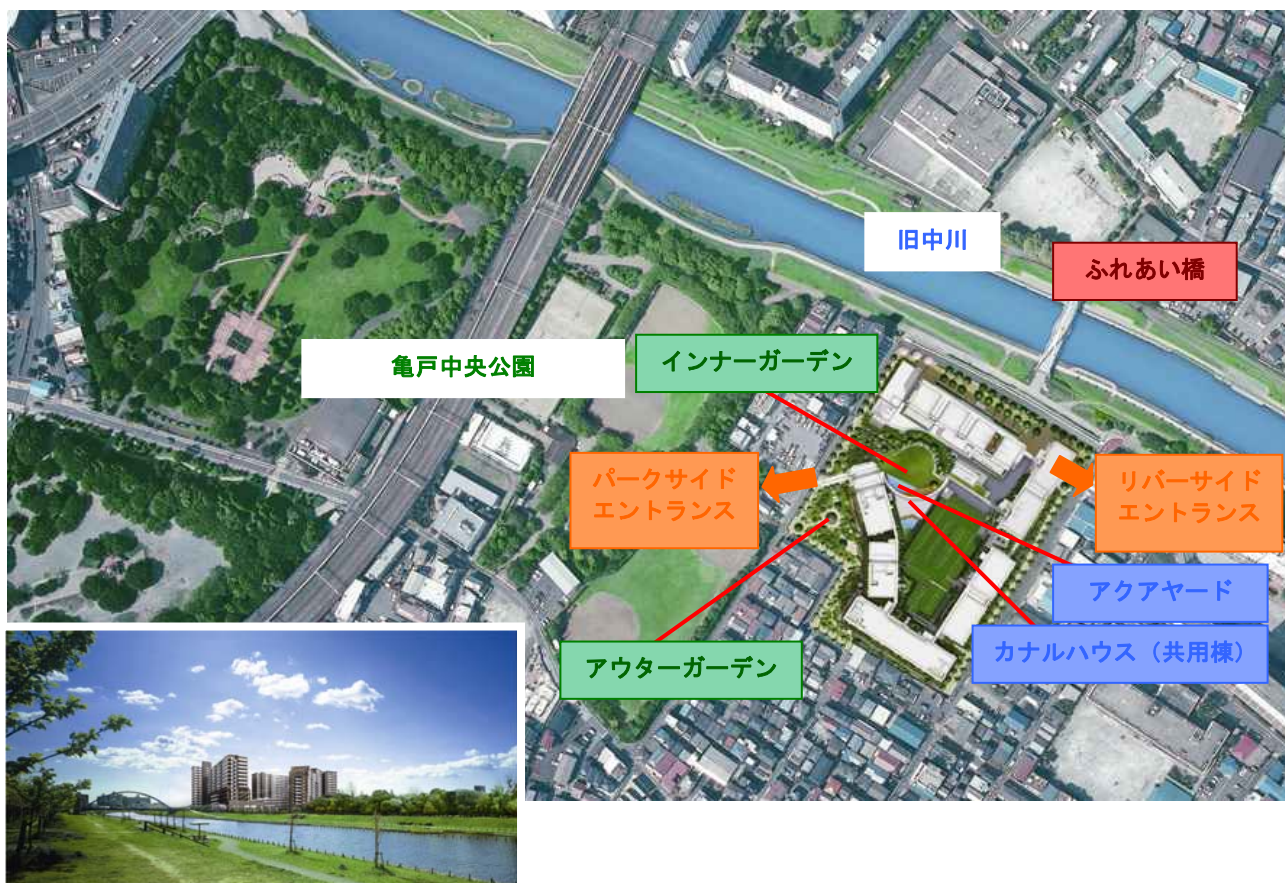 旧中川
ふれあい橋
亀戸中央公園
インナーガーデン
パークサイド
エントランス
リバーサイド
エントランス
アクアヤード
カナルハウス（共用棟）
アウターガーデン